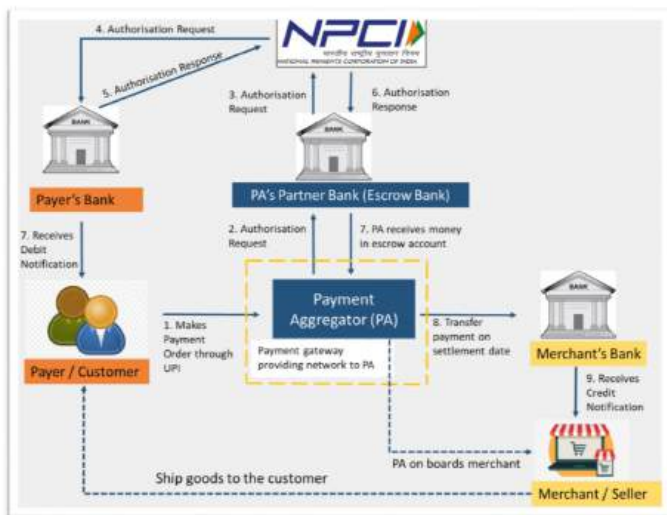 4. Authorisation Request
NPCI
भारतीय राष्ट्रीय भुगतान निगम
NATIONAL PAYMENTS CORPORATION OF INDIA
5. Authorisation Response
3. Authorisation
Request
6. Authorisation
Response
BANK
BANK
Payer's Bank
PA's Partner Bank (Escrow Bank)
7. Receives
Debit
Notification
2. Authorisation
Request
7. PA receives money
in escrow account
Payment
Aggregator (PA)
BANK
1. Makes
Payment
Order through
UPI
Payment gateway
providing network to PA
8. Transfer
payment on
settlement date
Merchant's Bank
Payer / Customer
9. Receives
Credit
Notification
PA on boards merchant
Ship goods to the customer
Merchant / Seller